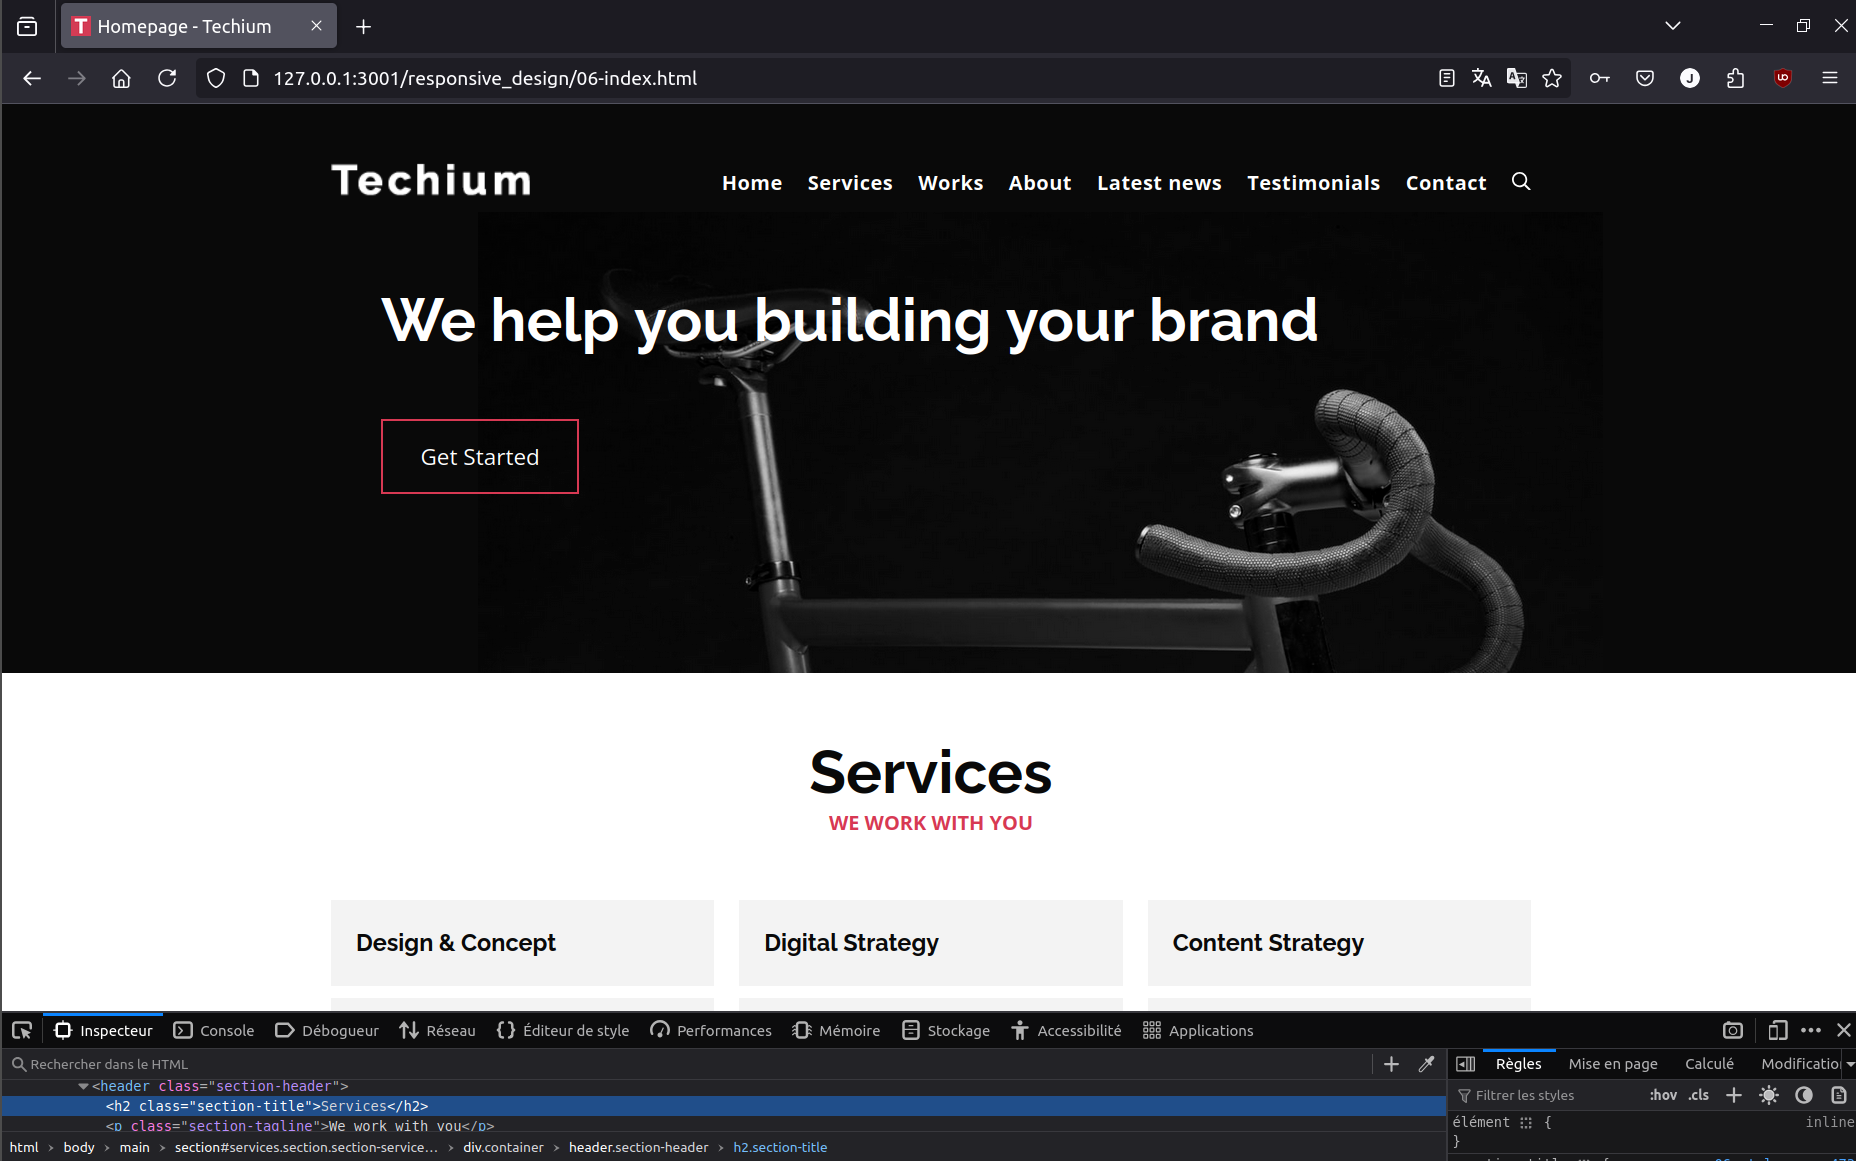 Homepage - Techium
127.0.0.1:3001/responsive_design/06-index.html
Techium
Home Services Works About Latest news Testimonials Contact
We help you building your brand
Get Started
Services
WE WORK WITH YOU
Design & Concept
Digital Strategy
Content Strategy
Inspecteur Console Débogueur Réseau Éditeur de style Performances Mémoire Stockage Accessibilité Applications
Rechercher dans le HTML
Règles Mise en page Calculé
<header class="section-header">
<h2 class="section-title">Services</h2>
<p class="section-tagline">We work with you</p>
html > body > main > section#services.section.section-service... > div.container > header.section-header > h2.section-title
Filtrer les styles
:hov .cls
élément { inline
}